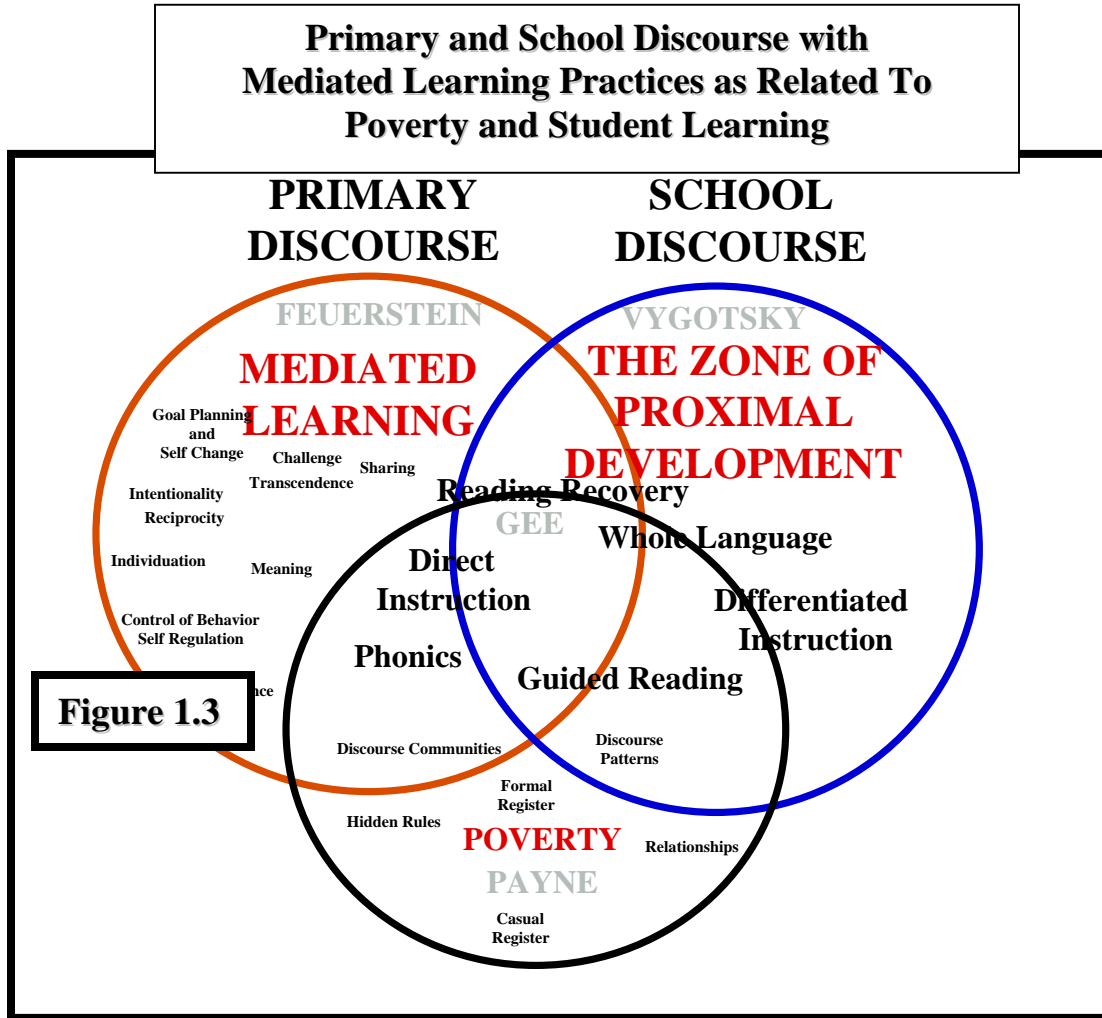 Primary and School Discourse with
Mediated Learning Practices as Related To
Poverty and Student Learning
PRIMARY
DISCOURSE
SCHOOL
DISCOURSE
FEUERSTEIN
MEDIATED
LEARNING
VYGOTSKY
THE ZONE OF
PROXIMAL
DEVELOPMENT
Goal Planning
and
Self Change
Challenge
Transcendence
Sharing
Intentionality
Reciprocity
Individuation
Meaning
Control of Behavior
Self Regulation
Reading Recovery
GEE
Whole Language
Direct
Instruction
Differentiated
Instruction
Phonics
Guided Reading
Figure 1.3
Discourse Communities
Discourse
Patterns
Formal
Register
Hidden Rules
POVERTY
Relationships
PAYNE
Casual
Register